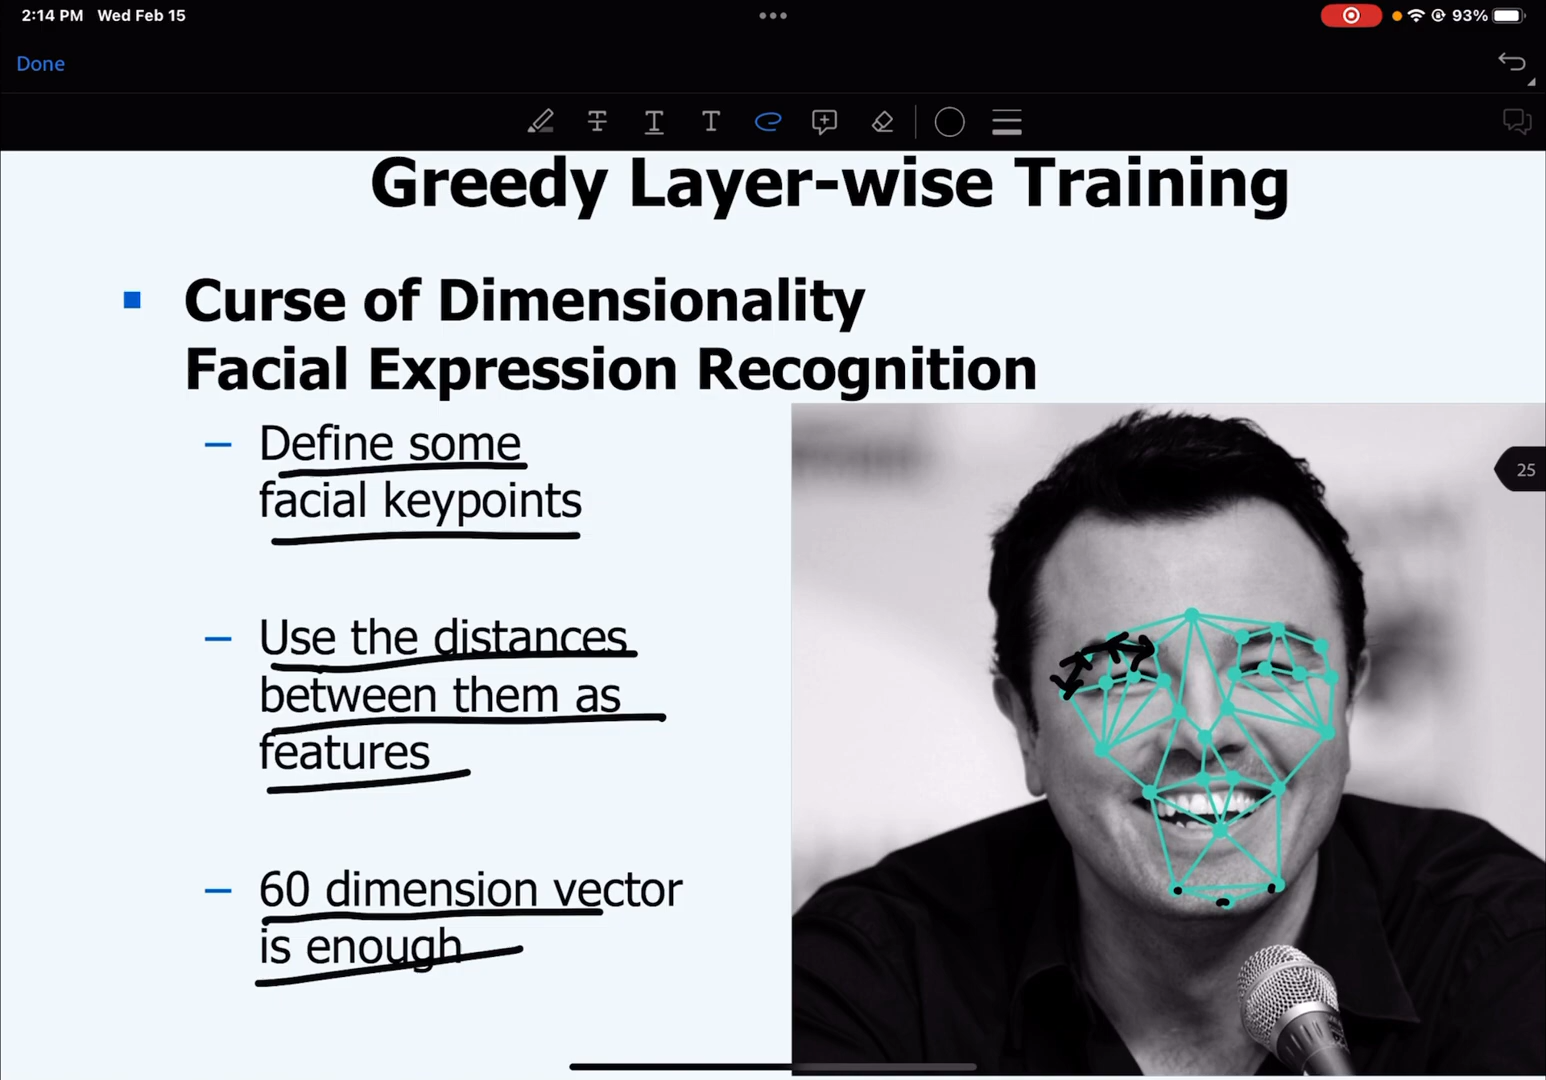 2:14 PM Wed Feb 15
93%
Done
T T T
Greedy Layer-wise Training
Curse of Dimensionality
Facial Expression Recognition
– Define some
facial keypoints
25
– Use the distances
between them as
features
– 60 dimension vector
is enough